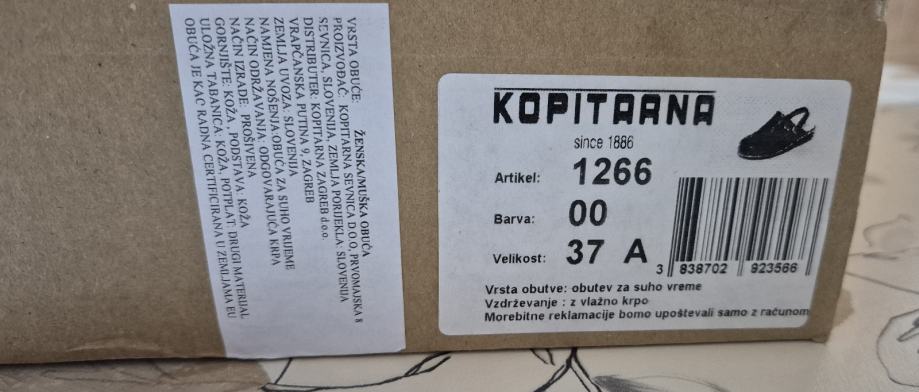 VRSTA OBUĆE: ŽENSKA/MUŠKA OBUĆA
PROIZVOĐAČ: KOPITARNA SEVNICA D.O.O, PRVOMAJSKA 8
SEVNICA, SLOVENIJA, ZEMLJA PORIJEKLA: SLOVENIJA
DISTRIBUTER: KOPITARNA ZAGREB d.o.o.
VRAPČANSKA PUTINA 9, ZAGREB
ZEMLJA UVOZA: SLOVENIJA
NAMJENA NOŠENJA:OBUĆA ZA SUHO VRIJEME
NAČIN ODRŽAVANJA: ODGOVARAJUĆA KRPA
NAČIN IZRADE: PROŠIVENA
GORNJIŠTE: KOŽA , PODSTAVA: KOŽA
ULOŽNA TABANICA: KOŽA, POTPLAT: DRUGI MATERIJAL
OBUĆA JE KAO RADNA CERTIFICIRANA U ZEMLJAMA EU
KOPITARNA
since 1886
Artikel: 1266
Barva: 00
Velikost: 37 A
3 838702 923566
Vrsta obutve: obutev za suho vreme
Vzdrževanje : z vlažno krpo
Morebitne reklamacije bomo upoštevali samo z računom